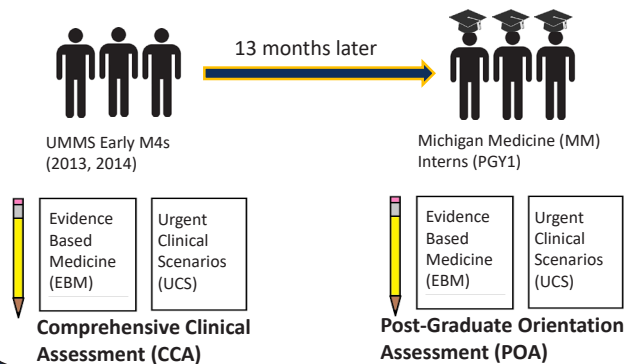 13 months later
UMMS Early M4s
(2013, 2014)
Michigan Medicine (MM)
Interns (PGY1)
Evidence
Based
Medicine
(EBM)
Urgent
Clinical
Scenarios
(UCS)
Comprehensive Clinical
Assessment (CCA)
Evidence
Based
Medicine
(EBM)
Urgent
Clinical
Scenarios
(UCS)
Post-Graduate Orientation
Assessment (POA)